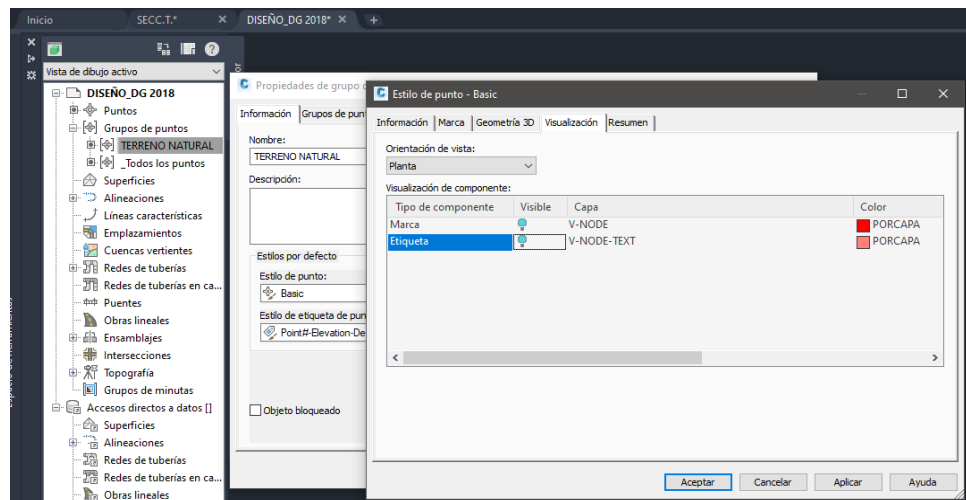 Inicio
SECC.T.*
DISEÑO_DG 2018*
Vista de dibujo activo
DISEÑO_DG 2018
Puntos
Grupos de puntos
TERRENO NATURAL
_Todos los puntos
Superficies
Alineaciones
Líneas características
Emplazamientos
Cuencas vertientes
Redes de tuberías
Redes de tuberías en ca...
Puentes
Obras lineales
Ensamblajes
Intersecciones
Topografía
Grupos de minutas
Accesos directos a datos []
Superficies
Alineaciones
Redes de tuberías
Redes de tuberías en ca...
Obras lineales
Propiedades de grupo
Información Grupos de pun
Nombre:
TERRENO NATURAL
Descripción:
Estilos por defecto
Estilo de punto:
Basic
Estilo de etiqueta de pun
Point#-Elevation-De
Objeto bloqueado
Estilo de punto - Basic
Información Marca Geometría 3D Visualización Resumen
Orientación de vista:
Planta
Visualización de componente:
Tipo de componente Visible Capa Color
Marca V-NODE PORCAPA
Etiqueta V-NODE-TEXT PORCAPA
Aceptar Cancelar Aplicar Ayuda